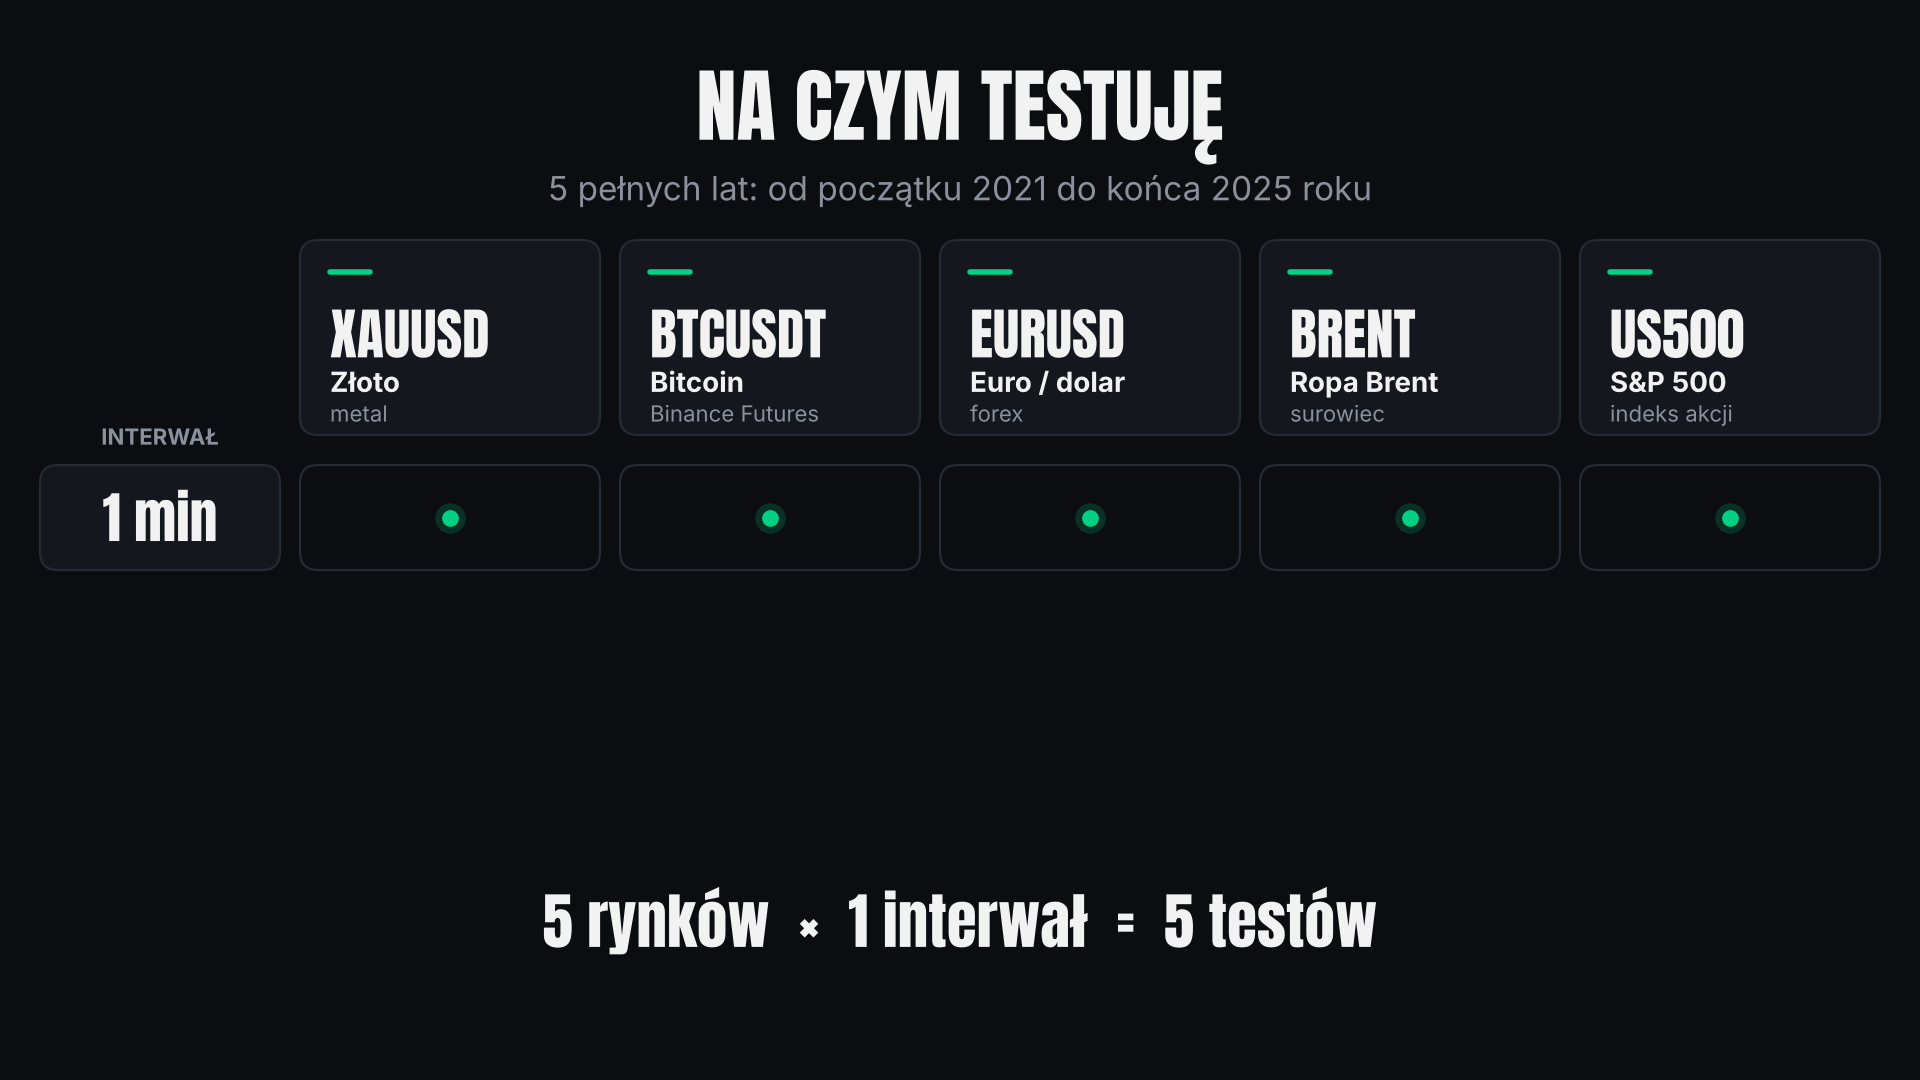 NA CZYM TESTUJĘ
5 pełnych lat: od początku 2021 do końca 2025 roku
XAUUSD
Złoto
metal
BTCUSDT
Bitcoin
Binance Futures
EURUSD
Euro / dolar
forex
BRENT
Ropa Brent
surowiec
US500
S&P 500
indeks akcji
INTERWAŁ
1 min
5 rynków × 1 interwał = 5 testów